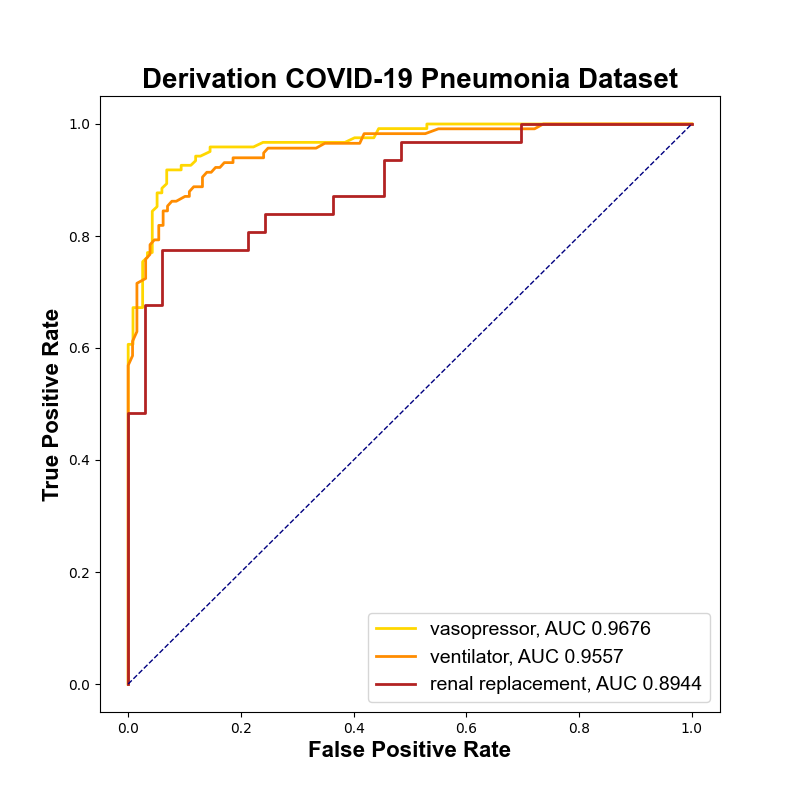 Derivation COVID-19 Pneumonia Dataset
True Positive Rate
1.0
0.8
0.6
0.4
0.2
0.0
vasopressor, AUC 0.9676
ventilator, AUC 0.9557
renal replacement, AUC 0.8944
0.0 0.2 0.4 0.6 0.8 1.0
False Positive Rate